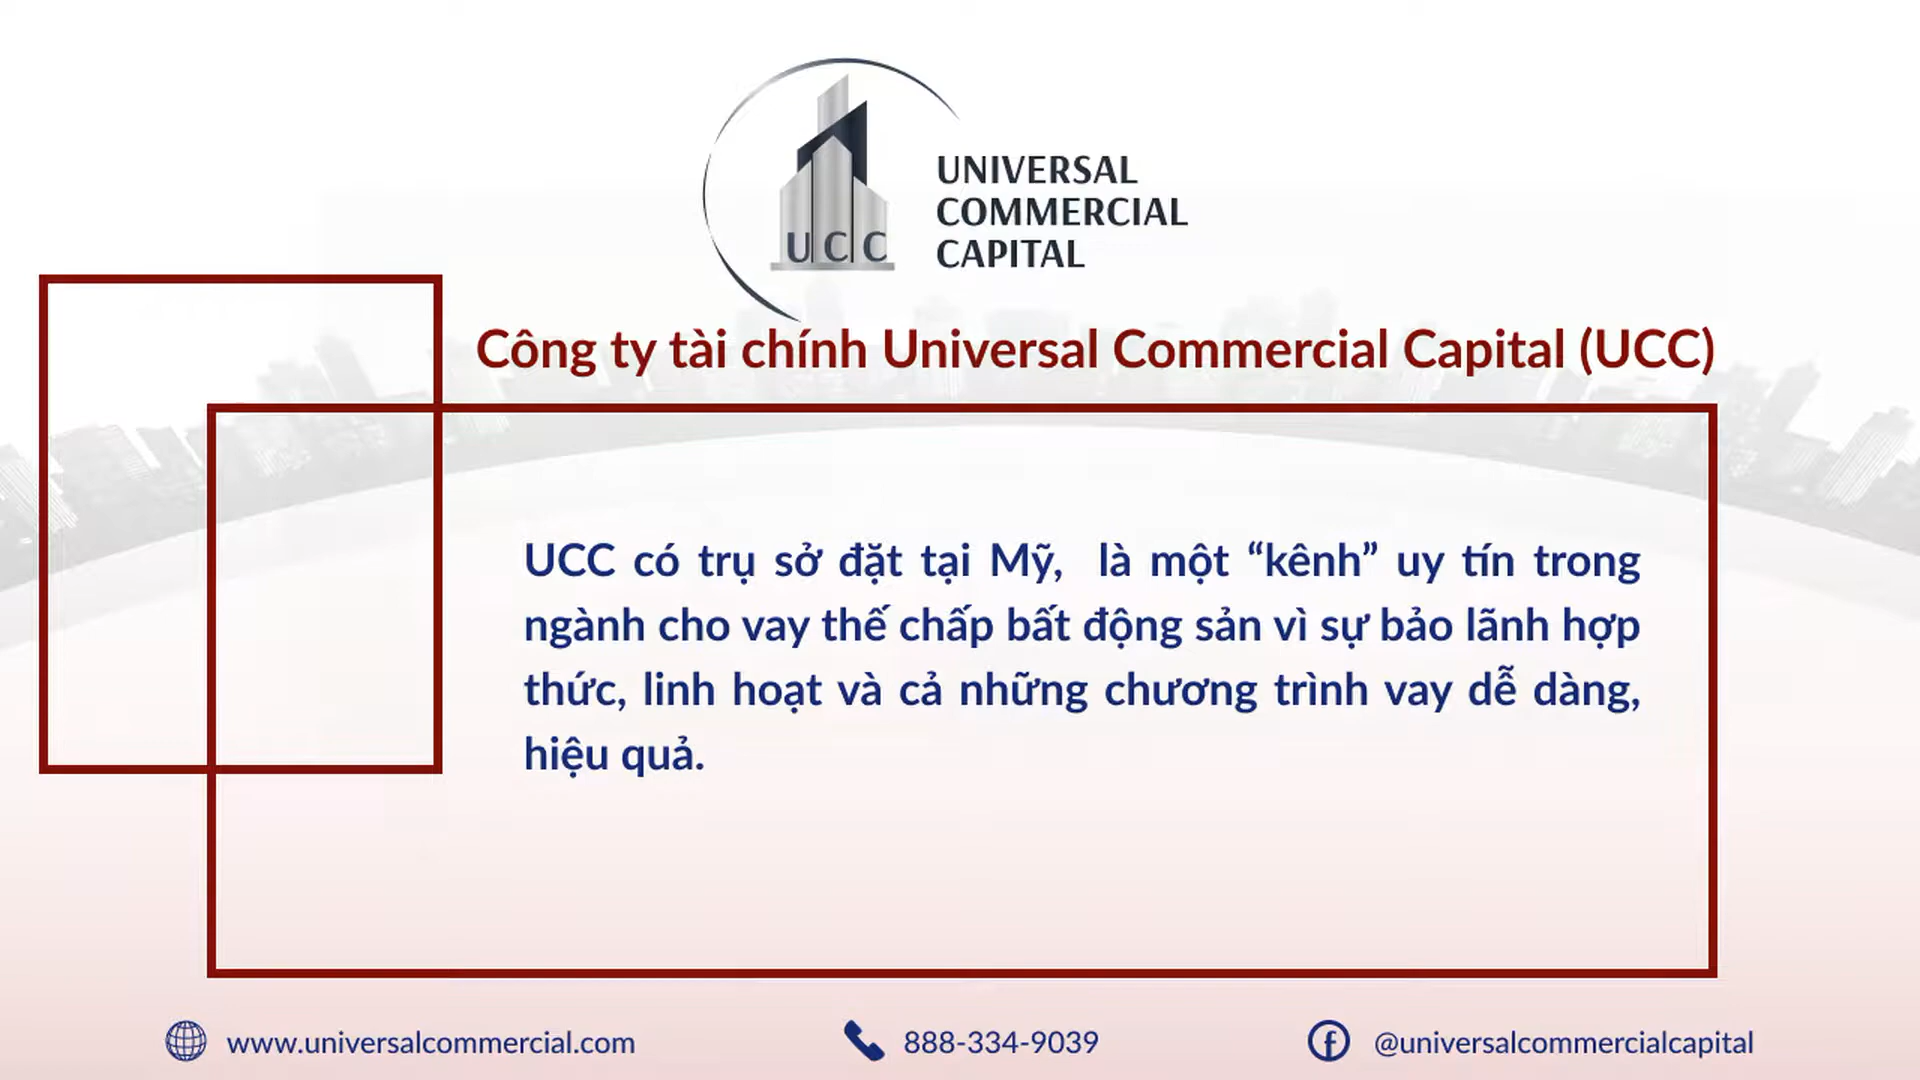 UCC
UNIVERSAL
COMMERCIAL
CAPITAL
Công ty tài chính Universal Commercial Capital (UCC)
UCC có trụ sở đặt tại Mỹ, là một “kênh” uy tín trong
ngành cho vay thế chấp bất động sản vì sự bảo lãnh hợp
thức, linh hoạt và cả những chương trình vay dễ dàng,
hiệu quả.
www.universalcommercial.com
888-334-9039
@universalcommercialcapital